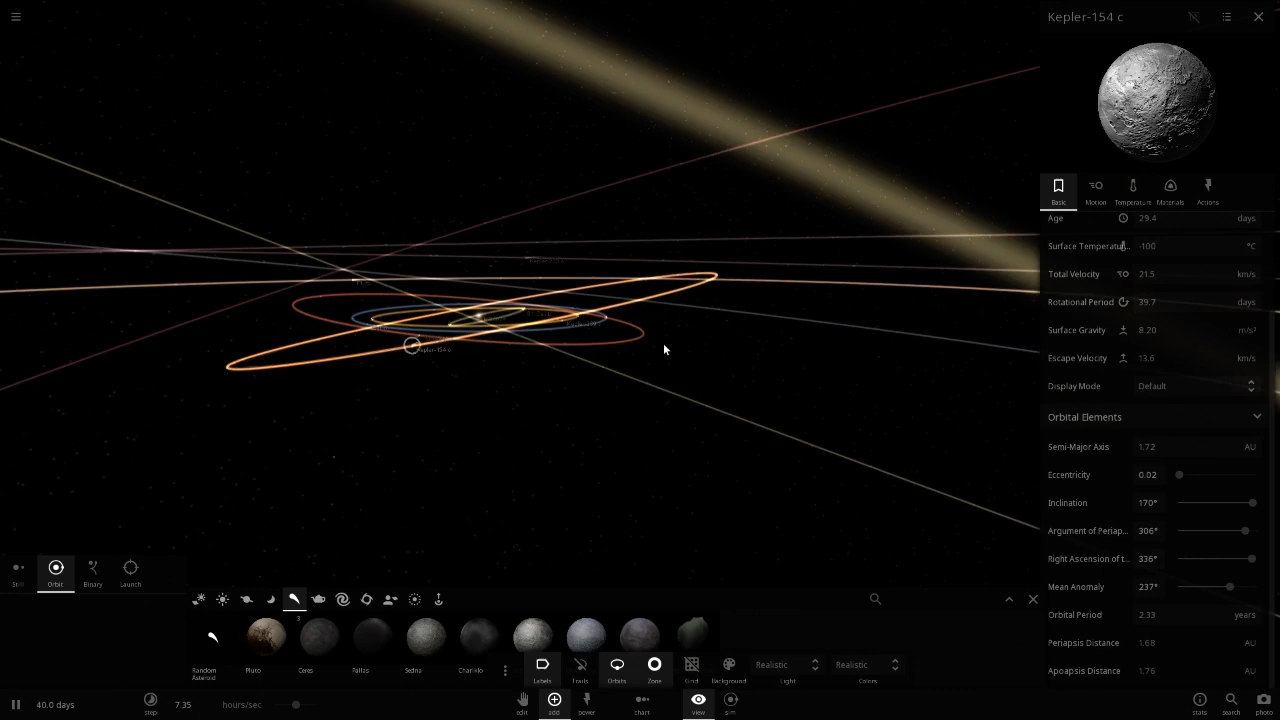 Kepler-154 c
Basic Motion Temperature Materials Actions
Age 29.4 days
Surface Temperatu... -100 °C
Total Velocity 21.5 km/s
Rotational Period 39.7 days
Surface Gravity 8.20 m/s²
Escape Velocity 13.6 km/s
Display Mode Default
Orbital Elements
Semi-Major Axis 1.72 AU
Eccentricity 0.02
Inclination 170°
Argument of Periap... 306°
Right Ascension of t... 336°
Mean Anomaly 237°
Orbital Period 2.33 years
Periapsis Distance 1.68 AU
Apoapsis Distance 1.76 AU
Kepler-154 c
Still Orbit Binary Launch
3
Random Asteroid
Pluto Ceres Pallas Sedna Chariklo
Labels Trails Orbits Zone Grid Background
Realistic Light
Realistic Colors
40.0 days
step
7.35 hours/sec
edit add power chart view sim
stats search photo